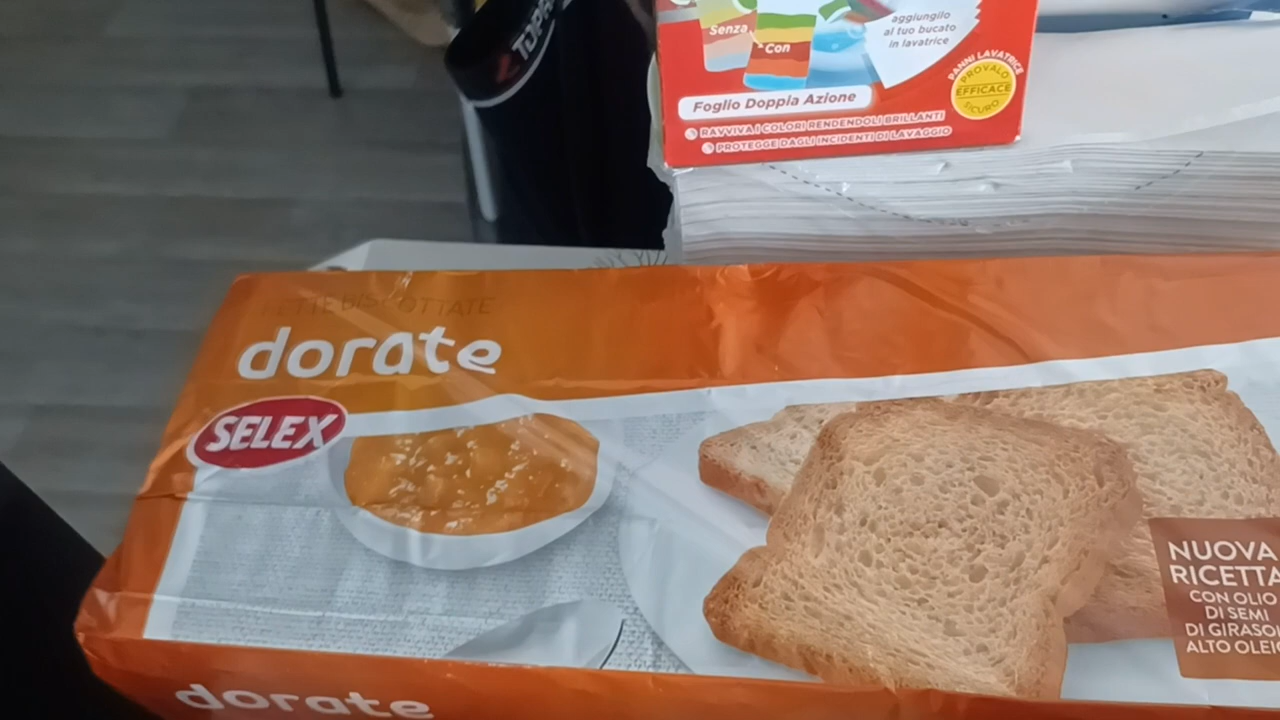 Senza
Con
aggiungilo
al tuo bucato
in lavatrice
PANNI LAVATRICE
PROVALO
EFFICACE
SICURO
Foglio Doppia Azione
RAVVIVA I COLORI RENDENDOLI BRILLANTI
PROTEGGE DAGLI INCIDENTI DI LAVAGGIO
FETTE BISCOTTATE
dorate
SELEX
NUOVA
RICETTA
CON OLIO
DI SEMI
DI GIRASOL
ALTO OLEIC
dorate